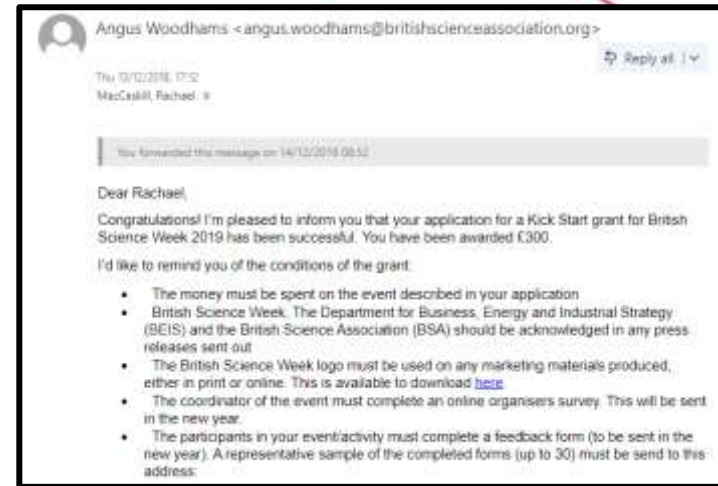 Angus Woodhams <angus.woodhams@britishscienceassociation.org>
Reply all
Thu 13/12/2018, 17:12
MacCaskill, Rachael
You forwarded this message on 14/12/2018 08:52
Dear Rachael,
Congratulations! I'm pleased to inform you that your application for a Kick Start grant for British
Science Week 2019 has been successful. You have been awarded £300.
I'd like to remind you of the conditions of the grant:
• The money must be spent on the event described in your application
• British Science Week, The Department for Business, Energy and Industrial Strategy
(BEIS) and the British Science Association (BSA) should be acknowledged in any press
releases sent out
• The British Science Week logo must be used on any marketing materials produced,
either in print or online. This is available to download here
• The coordinator of the event must complete an online organisers survey. This will be sent
in the new year.
• The participants in your event/activity must complete a feedback form (to be sent in the
new year). A representative sample of the completed forms (up to 30) must be send to this
address: